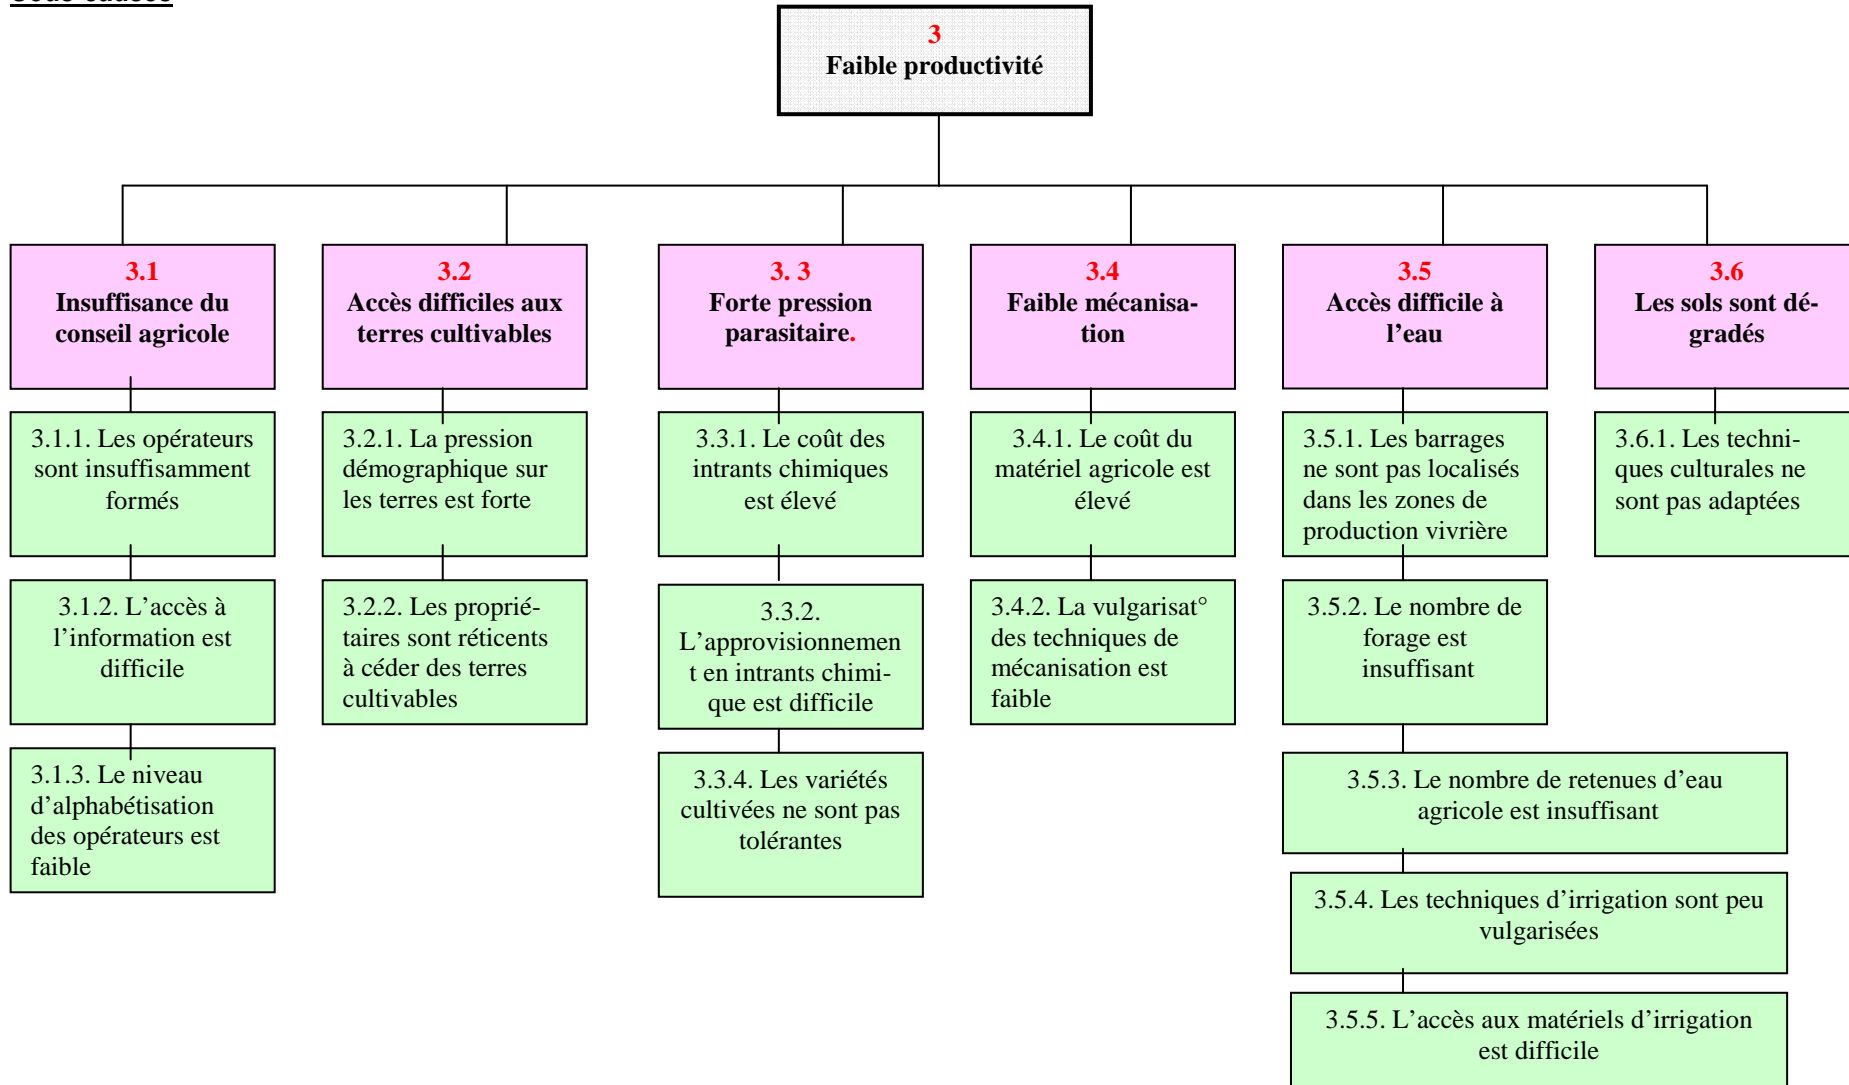 3
Faible productivité
3.1
Insuffisance du
conseil agricole
3.2
Accès difficiles aux
terres cultivables
3. 3
Forte pression
parasitaire.
3.4
Faible mécanisa-
tion
3.5
Accès difficile à
l’eau
3.6
Les sols sont dé-
gradés
3.1.1. Les opérateurs
sont insuffisamment
formés
3.2.1. La pression
démographique sur
les terres est forte
3.3.1. Le coût des
intrants chimiques
est élevé
3.4.1. Le coût du
matériel agricole est
élevé
3.5.1. Les barrages
ne sont pas localisés
dans les zones de
production vivrière
3.6.1. Les techni-
ques culturales ne
sont pas adaptées
3.1.2. L’accès à
l’information est
difficile
3.2.2. Les proprié-
taires sont réticents
à céder des terres
cultivables
3.3.2.
L’approvisionnemen
t en intrants chimi-
que est difficile
3.4.2. La vulgarisat°
des techniques de
mécanisation est
faible
3.5.2. Le nombre de
forage est
insuffisant
3.1.3. Le niveau
d’alphabétisation
des opérateurs est
faible
3.3.4. Les variétés
cultivées ne sont pas
tolérantes
3.5.3. Le nombre de retenues d’eau
agricole est insuffisant
3.5.4. Les techniques d’irrigation sont peu
vulgarisées
3.5.5. L’accès aux matériels d’irrigation
est difficile